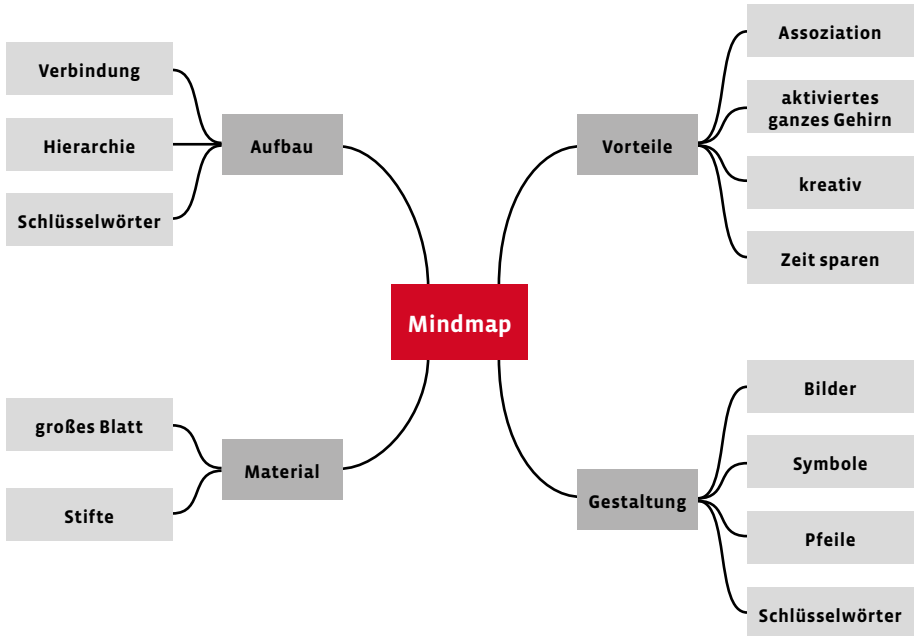 Mindmap
Aufbau
Verbindung
Hierarchie
Schlüsselwörter
Material
großes Blatt
Stifte
Vorteile
Assoziation
aktiviertes
ganzes Gehirn
kreativ
Zeit sparen
Gestaltung
Bilder
Symbole
Pfeile
Schlüsselwörter